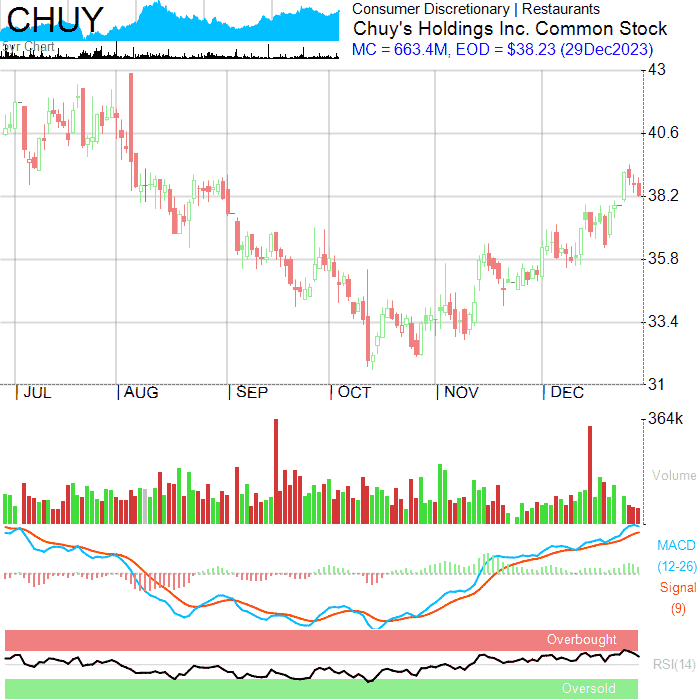 CHUY
5yr Chart
Consumer Discretionary | Restaurants
Chuy's Holdings Inc. Common Stock
MC = 663.4M, EOD = $38.23 (29Dec2023)
43
40.6
38.2
35.8
33.4
31
JUL AUG SEP OCT NOV DEC
364k
Volume
MACD
(12-26)
Signal
(9)
Overbought
RSI(14)
Oversold